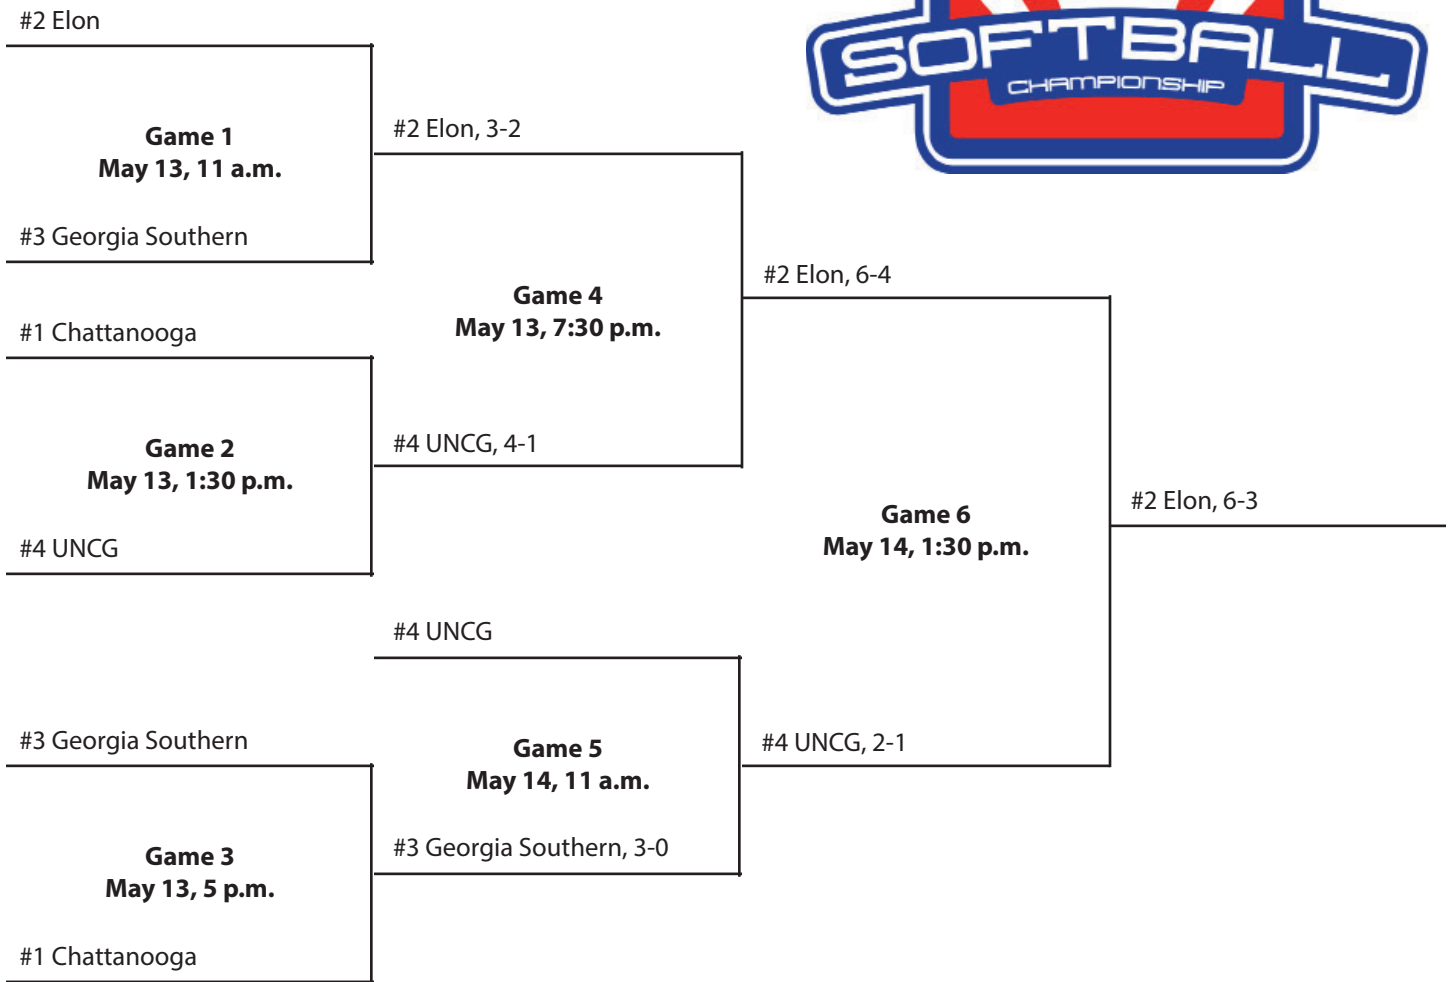 #2 Elon
SOFTBALL
CHAMPIONSHIP
Game 1
May 13, 11 a.m.
#2 Elon, 3-2
#3 Georgia Southern
#1 Chattanooga
Game 4
May 13, 7:30 p.m.
#2 Elon, 6-4
Game 2
May 13, 1:30 p.m.
#4 UNCG, 4-1
#4 UNCG
Game 6
May 14, 1:30 p.m.
#2 Elon, 6-3
#4 UNCG
#3 Georgia Southern
Game 5
May 14, 11 a.m.
#4 UNCG, 2-1
#3 Georgia Southern, 3-0
Game 3
May 13, 5 p.m.
#1 Chattanooga